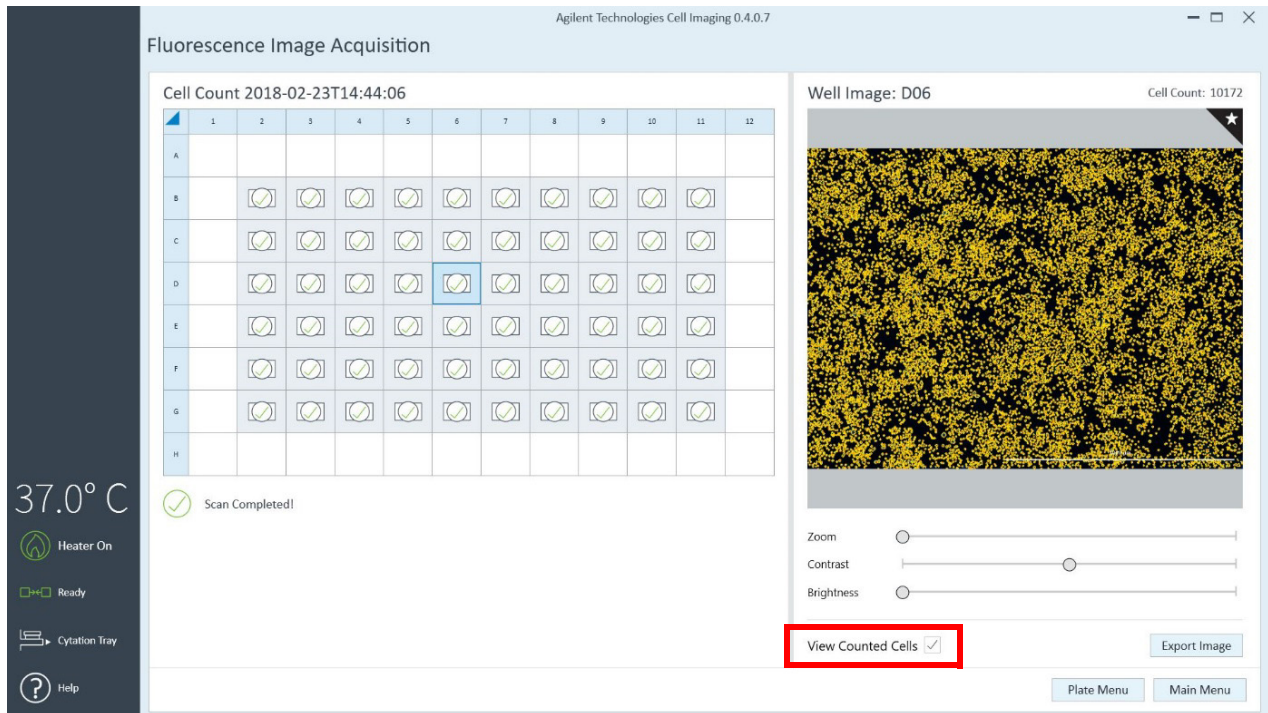 Agilent Technologies Cell Imaging 0.4.0.7
Fluorescence Image Acquisition
Cell Count 2018-02-23T14:44:06
1 2 3 4 5 6 7 8 9 10 11 12
A
B
C
D
E
F
G
H
Scan Completed!
37.0° C
Heater On
Ready
Cytation Tray
? Help
Well Image: D06
Cell Count: 10172
Zoom
Contrast
Brightness
View Counted Cells
Export Image
Plate Menu
Main Menu